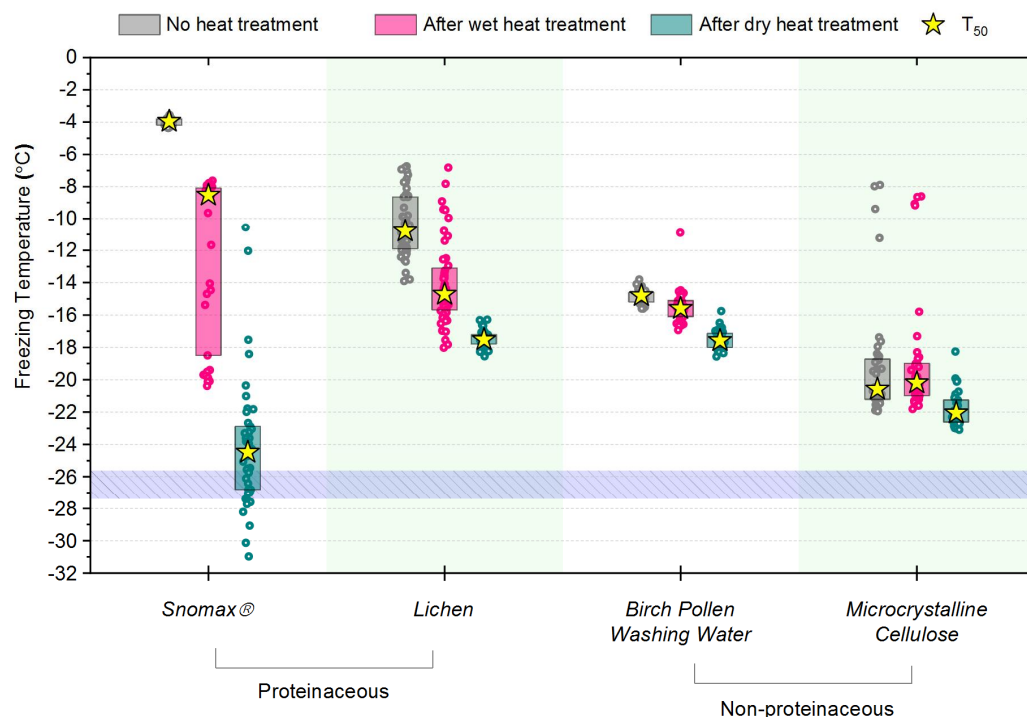 No heat treatment After wet heat treatment After dry heat treatment T50
Freezing Temperature (°C)
0
-2
-4
-6
-8
-10
-12
-14
-16
-18
-20
-22
-24
-26
-28
-30
-32
Snomax® Lichen Birch Pollen Microcrystalline
Washing Water Cellulose
Proteinaceous
Non-proteinaceous